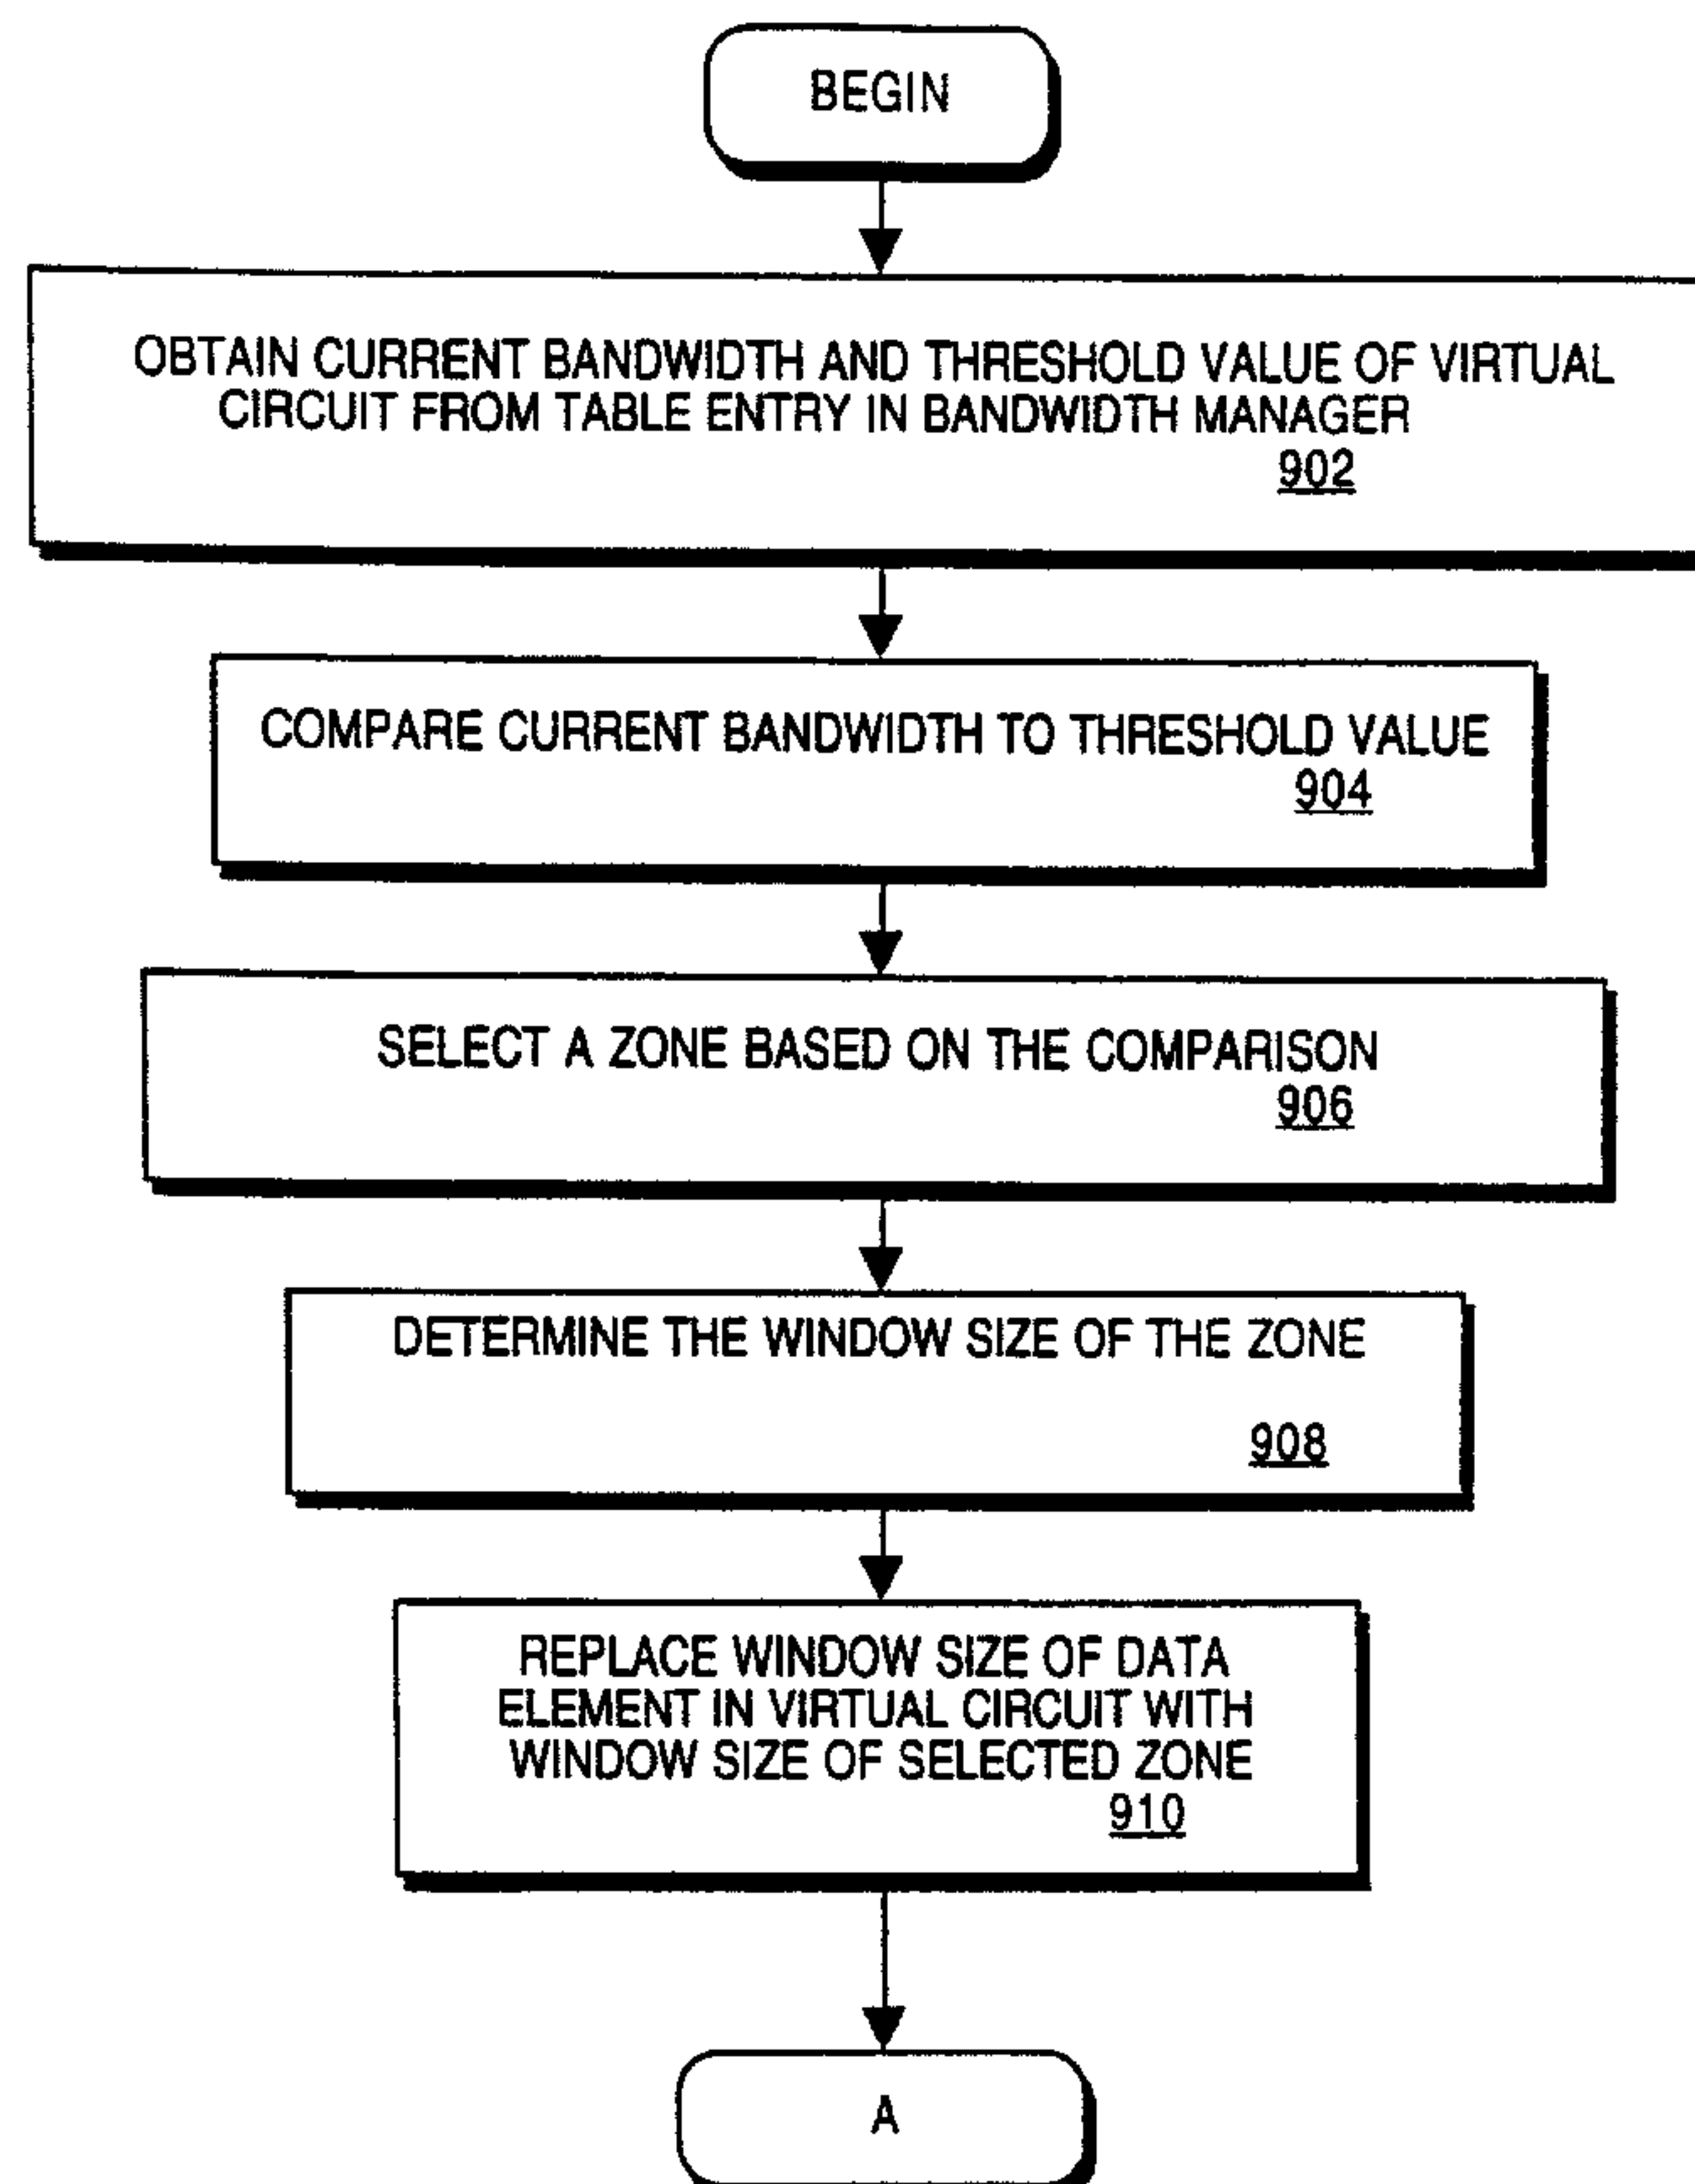 BEGIN
OBTAIN CURRENT BANDWIDTH AND THRESHOLD VALUE OF VIRTUAL
CIRCUIT FROM TABLE ENTRY IN BANDWIDTH MANAGER
902
COMPARE CURRENT BANDWIDTH TO THRESHOLD VALUE
904
SELECT A ZONE BASED ON THE COMPARISON
906
DETERMINE THE WINDOW SIZE OF THE ZONE
908
REPLACE WINDOW SIZE OF DATA
ELEMENT IN VIRTUAL CIRCUIT WITH
WINDOW SIZE OF SELECTED ZONE
910
A